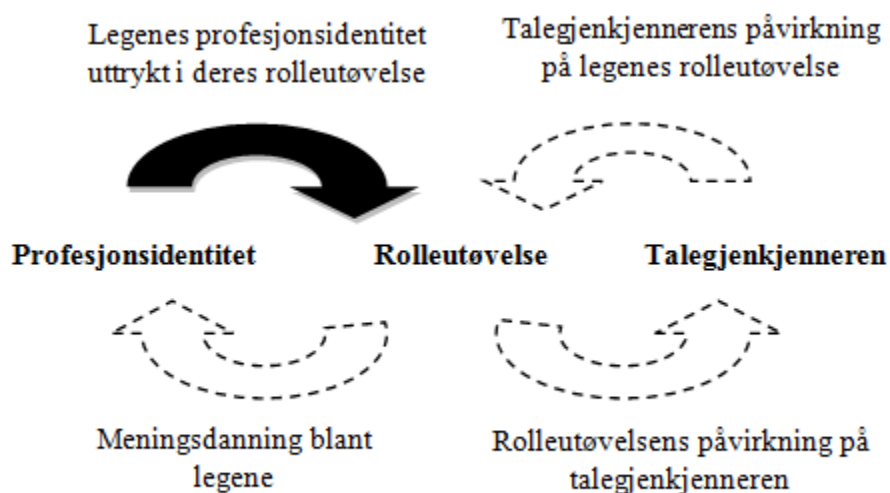 Legenes profesjonsidentitet
uttrykt i deres rolleutøvelse
Talegjenkjennerens påvirkning
på legenes rolleutøvelse
Profesjonsidentitet
Rolleutøvelse
Talegjenkjenneren
Meningsdanning blant
legene
Rolleutøvelsens påvirkning på
talegjenkjenneren